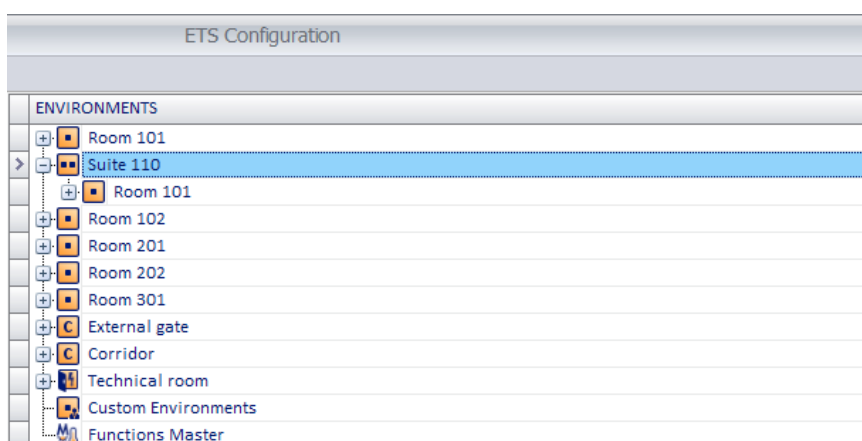 ETS Configuration
ENVIRONMENTS
Room 101
Suite 110
Room 101
Room 102
Room 201
Room 202
Room 301
C External gate
C Corridor
Technical room
Custom Environments
Functions Master